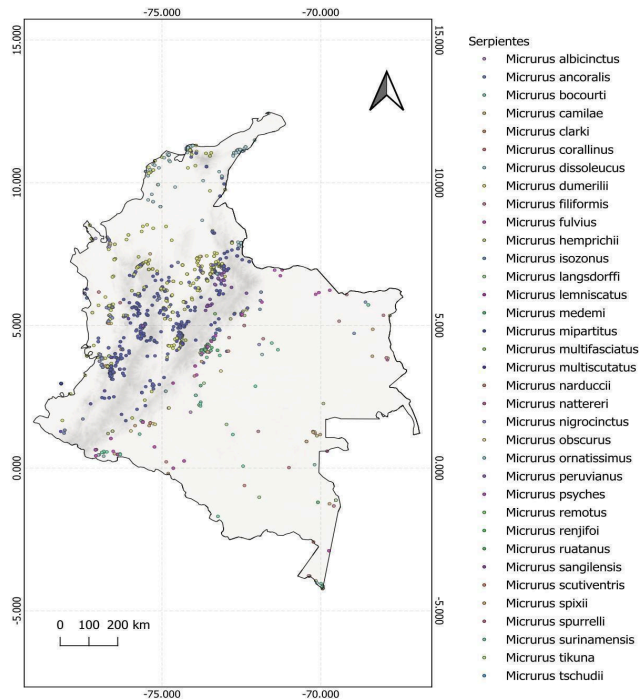 -75.000 -70.000
15.000 15.000
10.000 10.000
5.000 5.000
0.000 0.000
-5.000 -5.000
0 100 200 km
-75.000 -70.000
Serpientes
Micrurus albicinctus
Micrurus ancoralis
Micrurus bocourti
Micrurus camilae
Micrurus clarki
Micrurus corallinus
Micrurus dissoleucus
Micrurus dumerilii
Micrurus filiformis
Micrurus fulvius
Micrurus hemprichii
Micrurus isozonus
Micrurus langsdorffi
Micrurus lemniscatus
Micrurus medemi
Micrurus mipartitus
Micrurus multifasciatus
Micrurus multiscutatus
Micrurus narduccii
Micrurus nattereri
Micrurus nigrocinctus
Micrurus obscurus
Micrurus ornatissimus
Micrurus peruvianus
Micrurus psyches
Micrurus remotus
Micrurus renjifoi
Micrurus ruatanus
Micrurus sangilensis
Micrurus scutiventris
Micrurus spixii
Micrurus spurrelli
Micrurus surinamensis
Micrurus tikuna
Micrurus tschudii